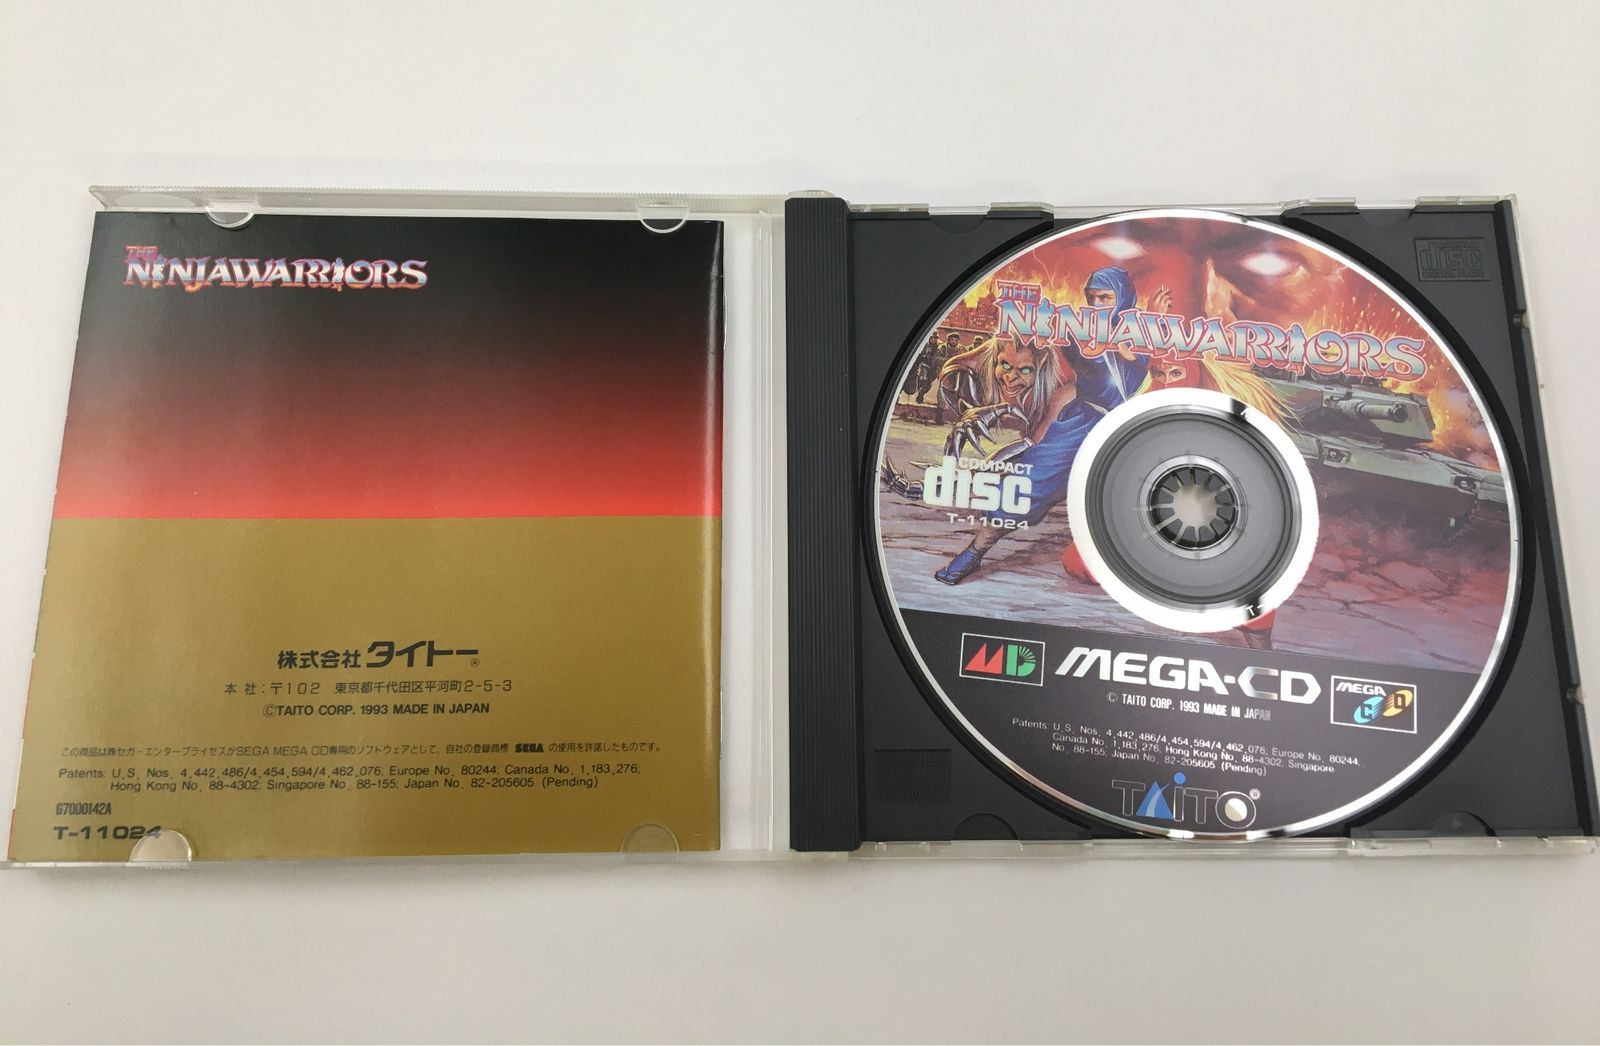 THE
NINJAWARRIORS
株式会社 タイトー®
本 社：〒102 東京都千代田区平河町2-5-3
©TAITO CORP. 1993 MADE IN JAPAN
この商品は株セガ・エンタープライゼスがSEGA MEGA CD専用のソフトウェアとして、自社の登録商標 SEGA の使用を許諾したものです。
Patents: U.S. Nos. 4,442,486/4,454,594/4,462,076; Europe No. 80244; Canada No. 1,183,276;
Hong Kong No. 88-4302; Singapore No. 88-155; Japan No. 82-205605 (Pending)
67000142A
T-11024
COMPACT
disc
DIGITAL AUDIO
THE
NINJAWARRIORS
COMPACT
disc
T-11024
MD MEGA-CD MEGA CD
© TAITO CORP. 1993 MADE IN JAPAN
Patents: U.S. Nos. 4,442,486/4,454,594/4,462,076; Europe No. 80244;
Canada No. 1,183,276; Hong Kong No. 88-4302; Singapore
No. 88-155; Japan No. 82-205605 (Pending)
TAITO®